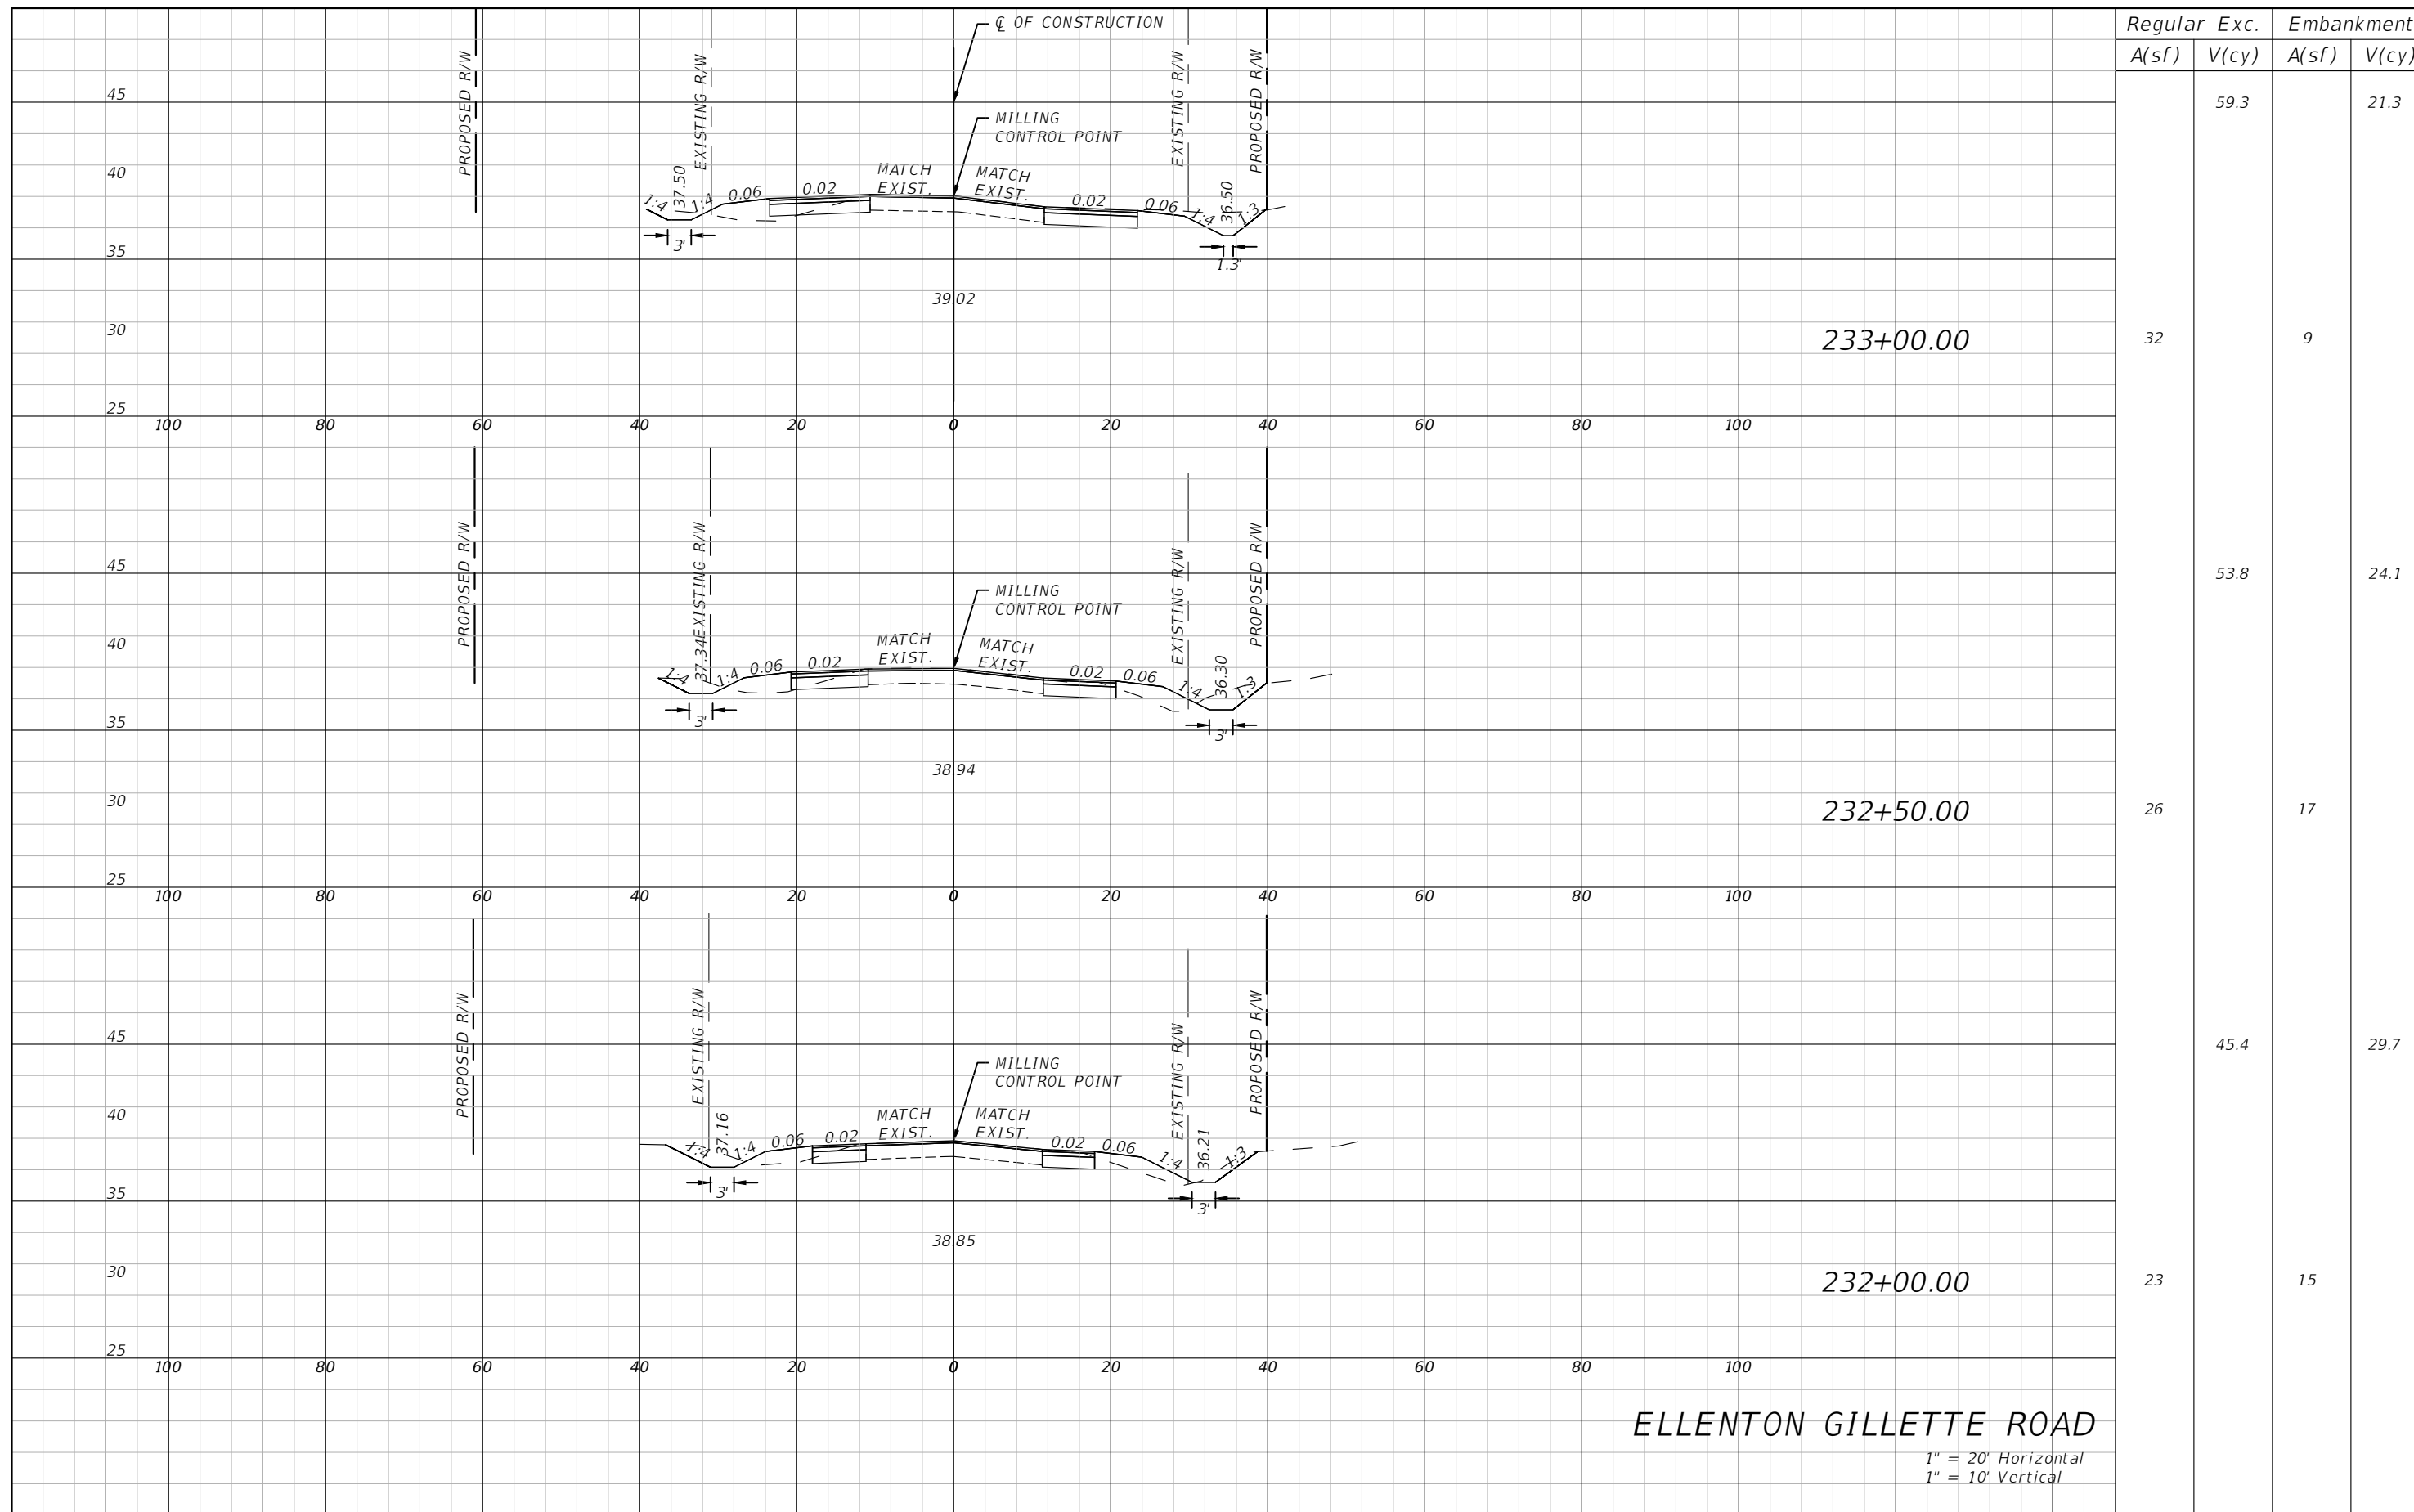 Regular Exc. Embankment
A(sf) V(cy) A(sf) V(cy)
℄ OF CONSTRUCTION
PROPOSED R/W
EXISTING R/W
EXISTING R/W
PROPOSED R/W
45
59.3 21.3
MILLING
CONTROL POINT
40
37.50
MATCH
EXIST.
MATCH
EXIST.
36.50
1:4 1:4 0.06 0.02 0.02 0.06 1:4 1:3
3'
35
1.3'
39.02
30
233+00.00
32 9
25
100 80 60 40 20 0 20 40 60 80 100
PROPOSED R/W
EXISTING R/W
EXISTING R/W
PROPOSED R/W
45
53.8 24.1
MILLING
CONTROL POINT
40
37.34
MATCH
EXIST.
MATCH
EXIST.
36.30
1:4 1:4 0.06 0.02 0.02 0.06 1:4 1:3
35
3'
3'
38.94
30
232+50.00
26 17
25
100 80 60 40 20 0 20 40 60 80 100
PROPOSED R/W
EXISTING R/W
EXISTING R/W
PROPOSED R/W
45
45.4 29.7
MILLING
CONTROL POINT
40
37.16
MATCH
EXIST.
MATCH
EXIST.
36.21
1:4 1:4 0.06 0.02 0.02 0.06 1:4 1:3
35
3'
3'
38.85
30
232+00.00
23 15
25
100 80 60 40 20 0 20 40 60 80 100
ELLENTON GILLETTE ROAD
1" = 20' Horizontal
1" = 10' Vertical